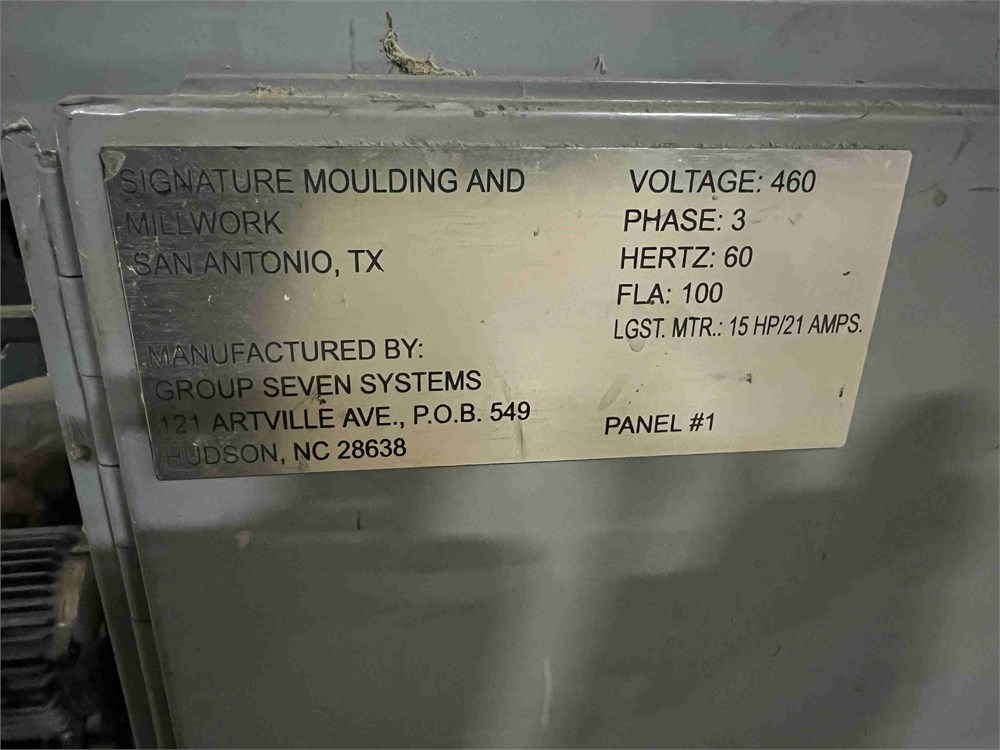 SIGNATURE MOULDING AND
MILLWORK
SAN ANTONIO, TX
MANUFACTURED BY:
GROUP SEVEN SYSTEMS
121 ARTVILLE AVE., P.O.B. 549
HUDSON, NC 28638
VOLTAGE: 460
PHASE: 3
HERTZ: 60
FLA: 100
LGST. MTR.: 15 HP/21 AMPS.
PANEL #1